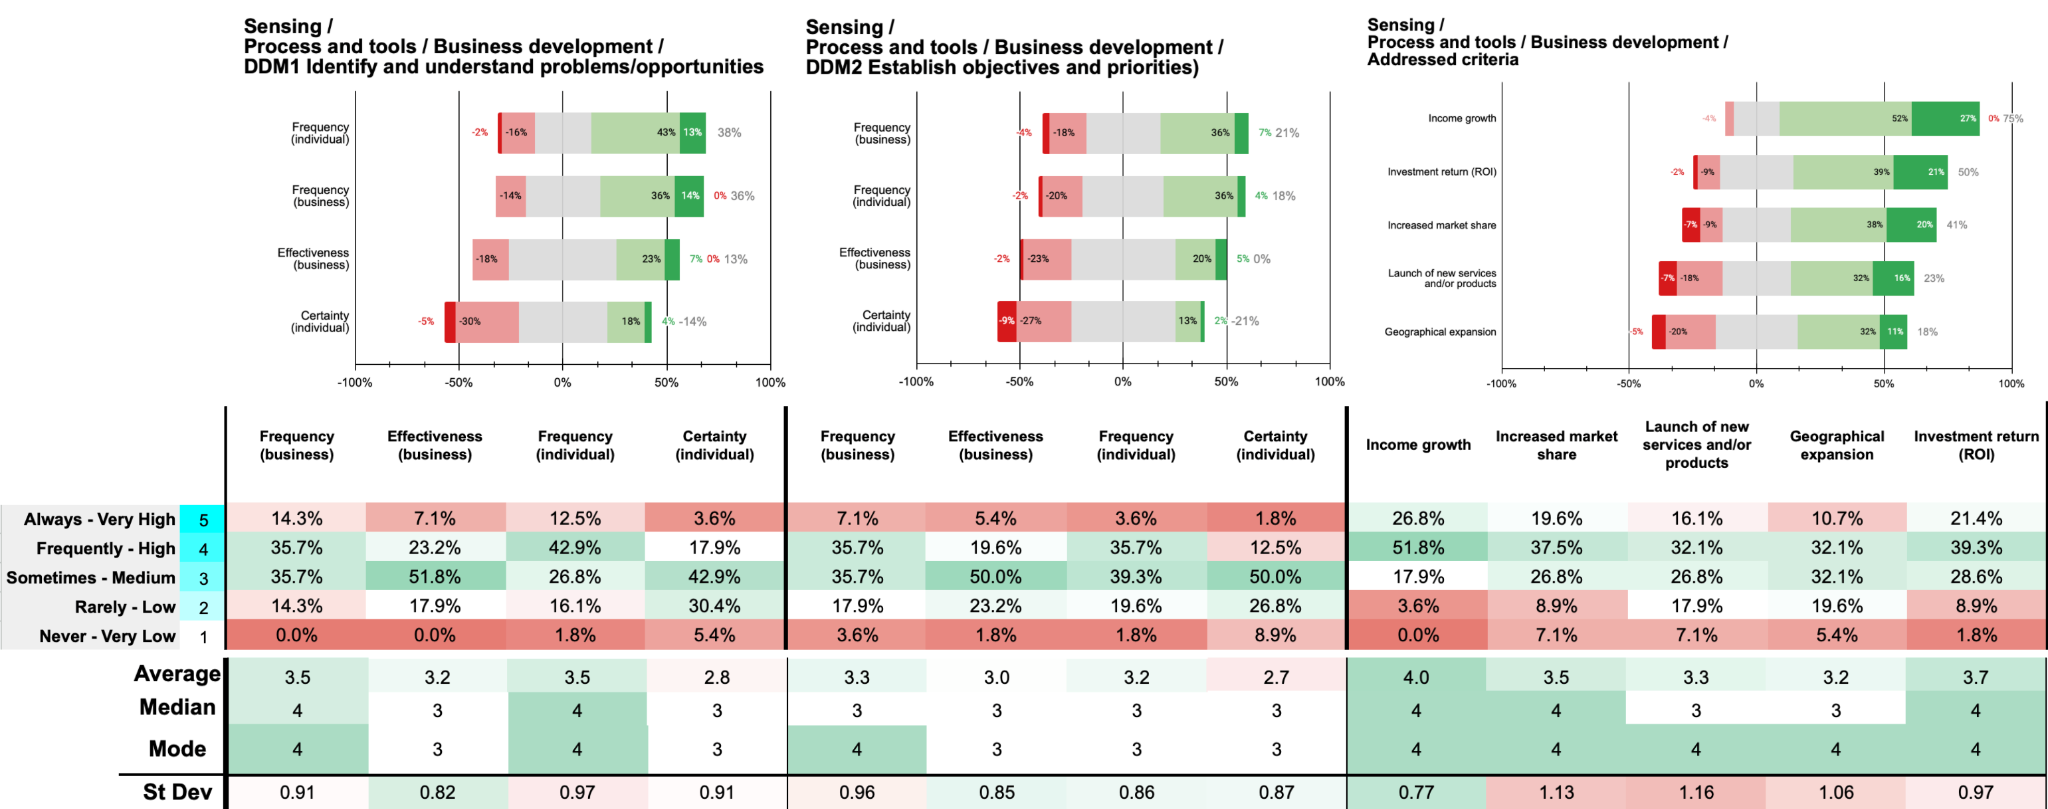 Sensing /
Process and tools / Business development /
DDM1 Identify and understand problems/opportunities
Frequency
(individual)
-2% -16% 43% 13% 38%
Frequency
(business)
-14% 36% 14% 0% 36%
Effectiveness
(business)
-18% 23% 7% 0% 13%
Certainty
(individual)
-5% -30% 18% 4% -14%
-100% -50% 0% 50% 100%
Sensing /
Process and tools / Business development /
DDM2 Establish objectives and priorities)
Frequency
(business)
-4% -18% 36% 7% 21%
Frequency
(individual)
-2% -20% 36% 4% 18%
Effectiveness
(business)
-2% -23% 20% 5% 0%
Certainty
(individual)
-9% -27% 13% 2% -21%
-100% -50% 0% 50% 100%
Sensing /
Process and tools / Business development /
Addressed criteria
Income growth -4% 52% 27% 0% 75%
Investment return (ROI) -2% -9% 39% 21% 50%
Increased market share -7% -9% 38% 20% 41%
Launch of new services
and/or products
-7% -18% 32% 16% 23%
Geographical expansion -5% -20% 32% 11% 18%
-100% -50% 0% 50% 100%
Frequency
(business)
Effectiveness
(business)
Frequency
(individual)
Certainty
(individual)
Frequency
(business)
Effectiveness
(business)
Frequency
(individual)
Certainty
(individual)
Income growth
Increased market
share
Launch of new
services and/or
products
Geographical
expansion
Investment return
(ROI)
Always - Very High 5 14.3% 7.1% 12.5% 3.6% 7.1% 5.4% 3.6% 1.8% 26.8% 19.6% 16.1% 10.7% 21.4%
Frequently - High 4 35.7% 23.2% 42.9% 17.9% 35.7% 19.6% 35.7% 12.5% 51.8% 37.5% 32.1% 32.1% 39.3%
Sometimes - Medium 3 35.7% 51.8% 26.8% 42.9% 35.7% 50.0% 39.3% 50.0% 17.9% 26.8% 26.8% 32.1% 28.6%
Rarely - Low 2 14.3% 17.9% 16.1% 30.4% 17.9% 23.2% 19.6% 26.8% 3.6% 8.9% 17.9% 19.6% 8.9%
Never - Very Low 1 0.0% 0.0% 1.8% 5.4% 3.6% 1.8% 1.8% 8.9% 0.0% 7.1% 7.1% 5.4% 1.8%
Average 3.5 3.2 3.5 2.8 3.3 3.0 3.2 2.7 4.0 3.5 3.3 3.2 3.7
Median 4 3 4 3 3 3 3 3 4 4 3 3 4
Mode 4 3 4 3 4 3 3 3 4 4 4 4 4
St Dev 0.91 0.82 0.97 0.91 0.96 0.85 0.86 0.87 0.77 1.13 1.16 1.06 0.97